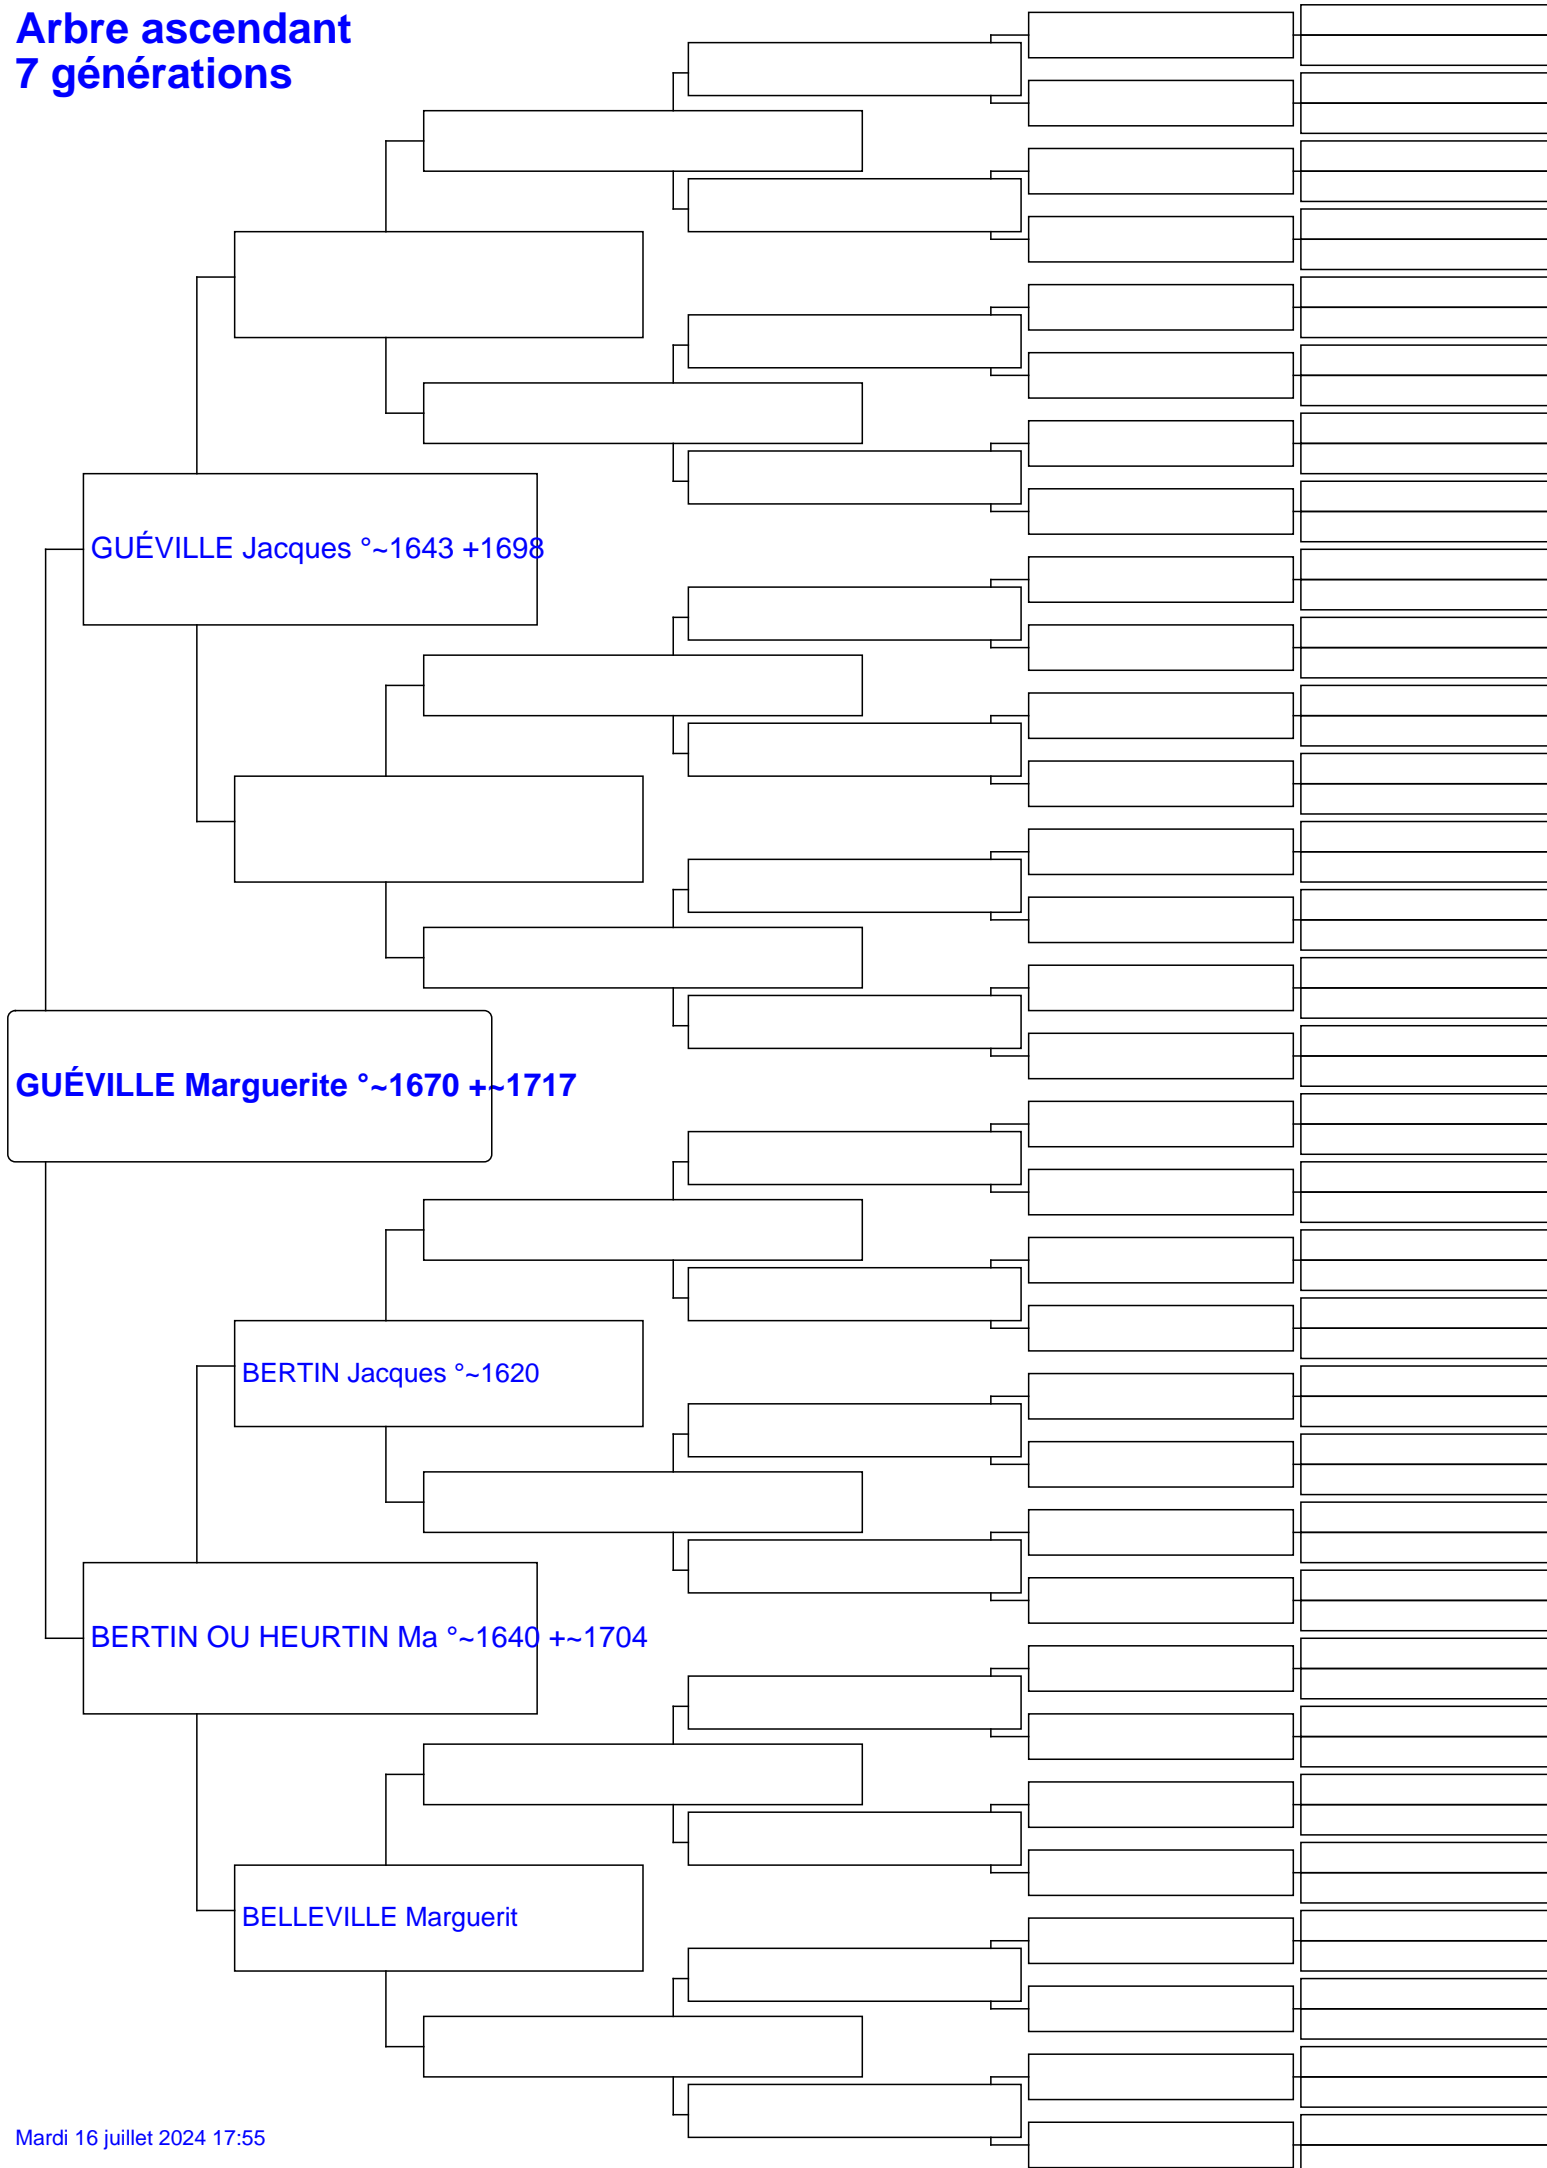 Arbre ascendant
7 générations
GUÉVILLE Jacques °~1643 +1698
GUÉVILLE Marguerite °~1670 +~1717
BERTIN Jacques °~1620
BERTIN OU HEURTIN Ma °~1640 +~1704
BELLEVILLE Marguerit
Mardi 16 juillet 2024 17:55